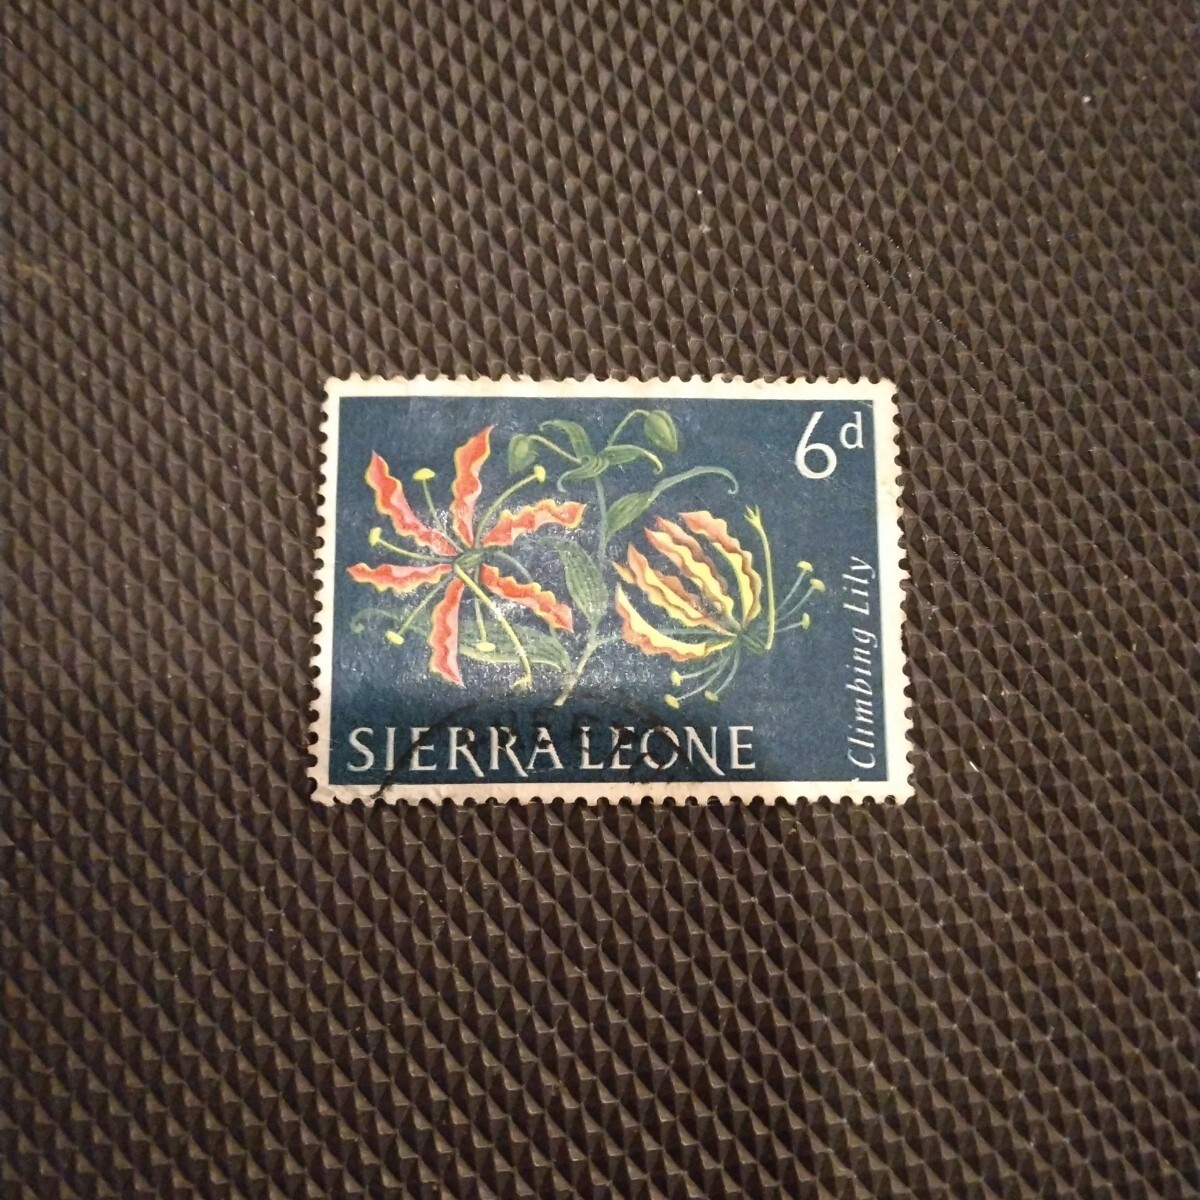 6d
Climbing Lily
SIERRA LEONE